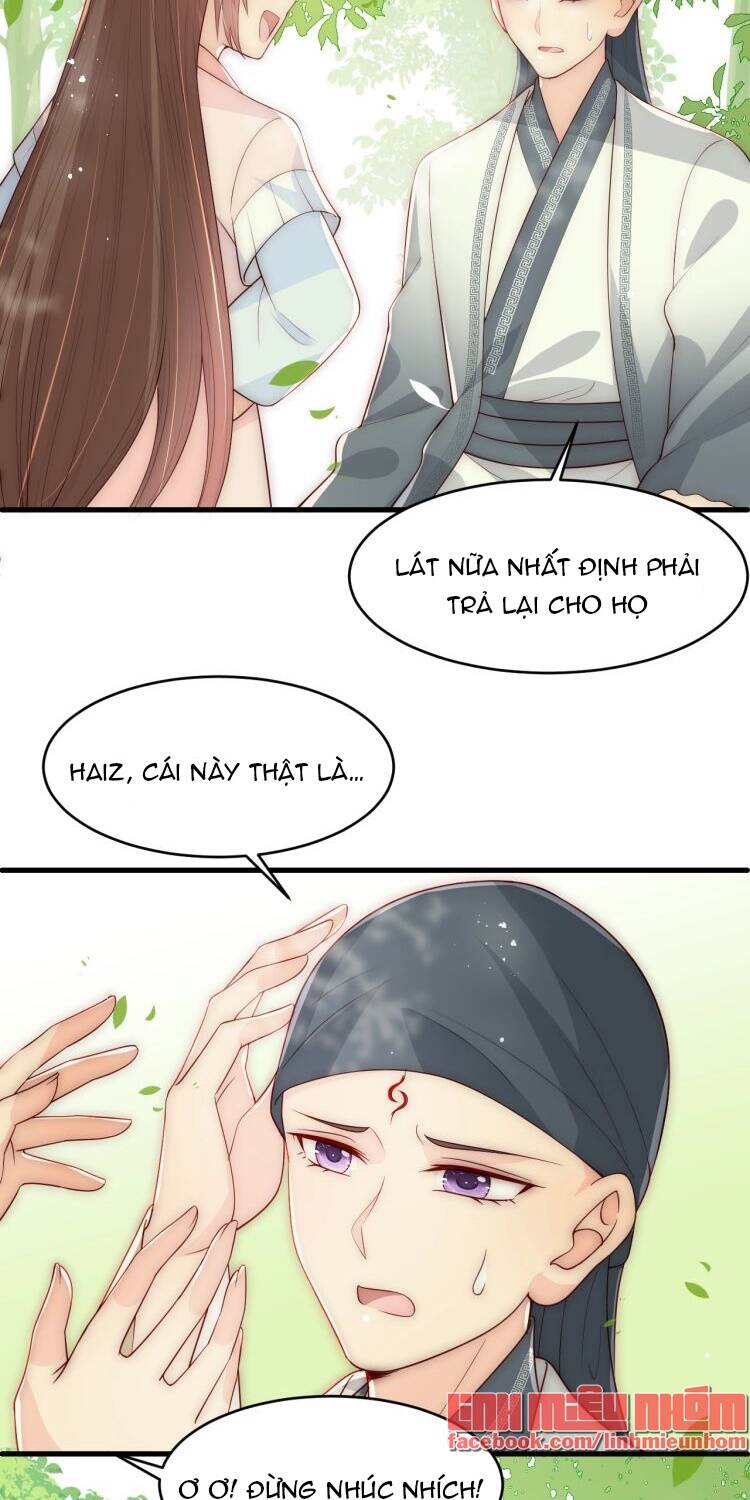 LÁT NỮA NHẤT ĐỊNH PHẢI
TRẢ LẠI CHO HỌ
HAIZ, CÁI NÀY THẬT LÀ...
LINH MIÊU NHÓM
facebook.com/linhmieunhom
Ơ Ơ! ĐỪNG NHÚC NHÍCH!